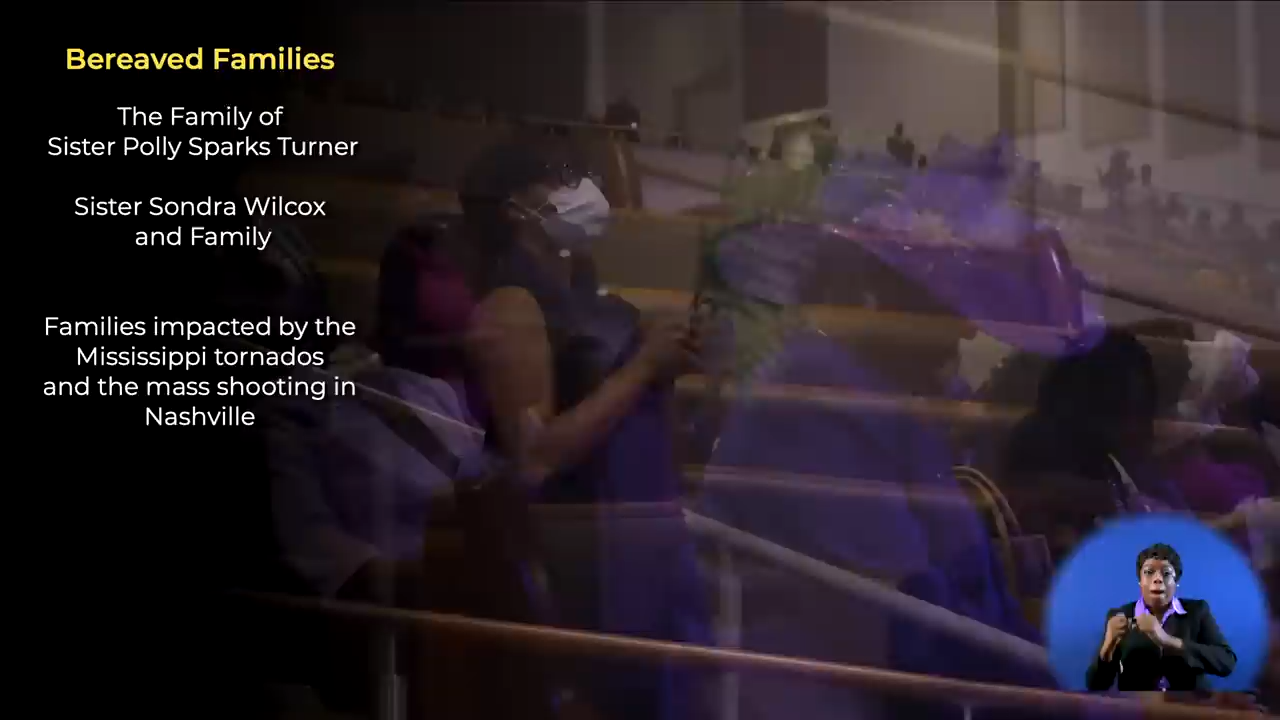 Bereaved Families
The Family of
Sister Polly Sparks Turner
Sister Sondra Wilcox
and Family
Families impacted by the
Mississippi tornados
and the mass shooting in
Nashville